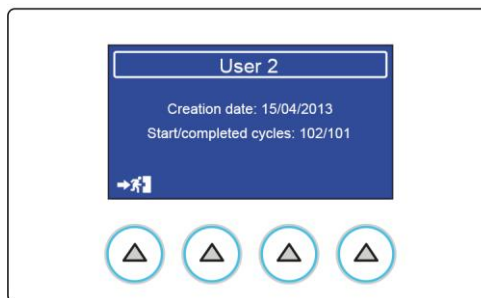 User 2
Creation date: 15/04/2013
Start/completed cycles: 102/101